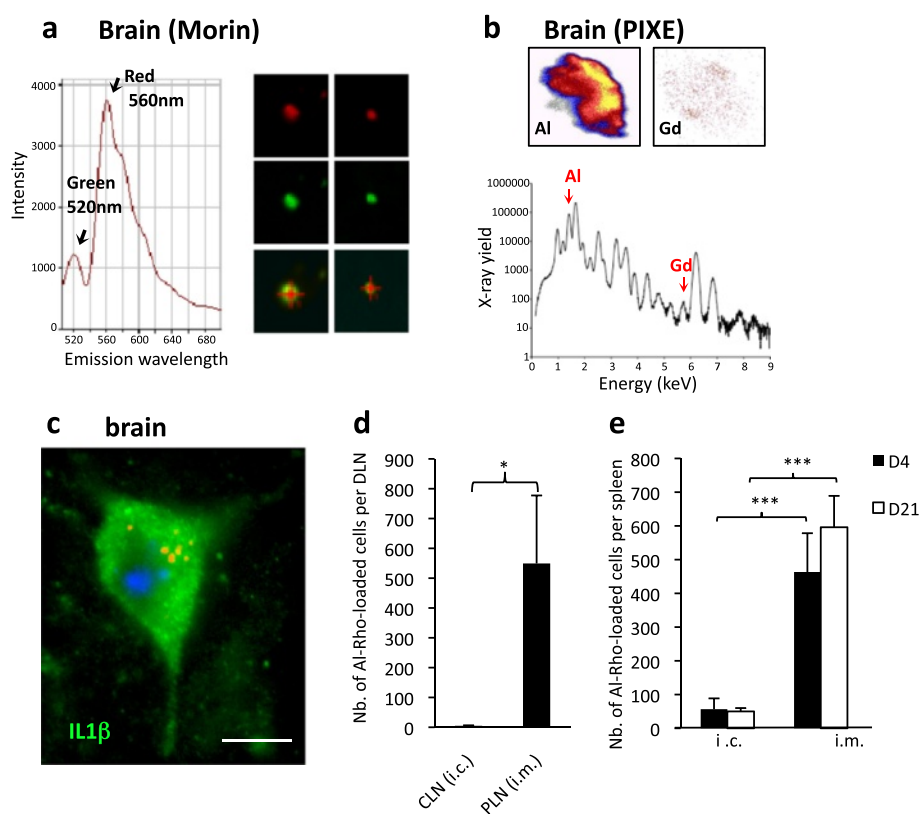 a Brain (Morin)
4000
3000
2000
1000
0
Intensity
Red
560nm
Green
520nm
520 560 600 640 680
Emission wavelength
b Brain (PIXE)
Al
Gd
1000000
100000
10000
1000
100
10
1
X-ray yield
Al
Gd
0 1 2 3 4 5 6 7 8 9
Energy (keV)
c brain
IL1β
d
Nb. of Al-Rho-loaded cells per DLN
900
800
700
600
500
400
300
200
100
0
*
CLN (i.c.)
PLN (i.m.)
e
Nb. of Al-Rho-loaded cells per spleen
800
700
600
500
400
300
200
100
0
***
***
i .c.
i.m.
D4
D21